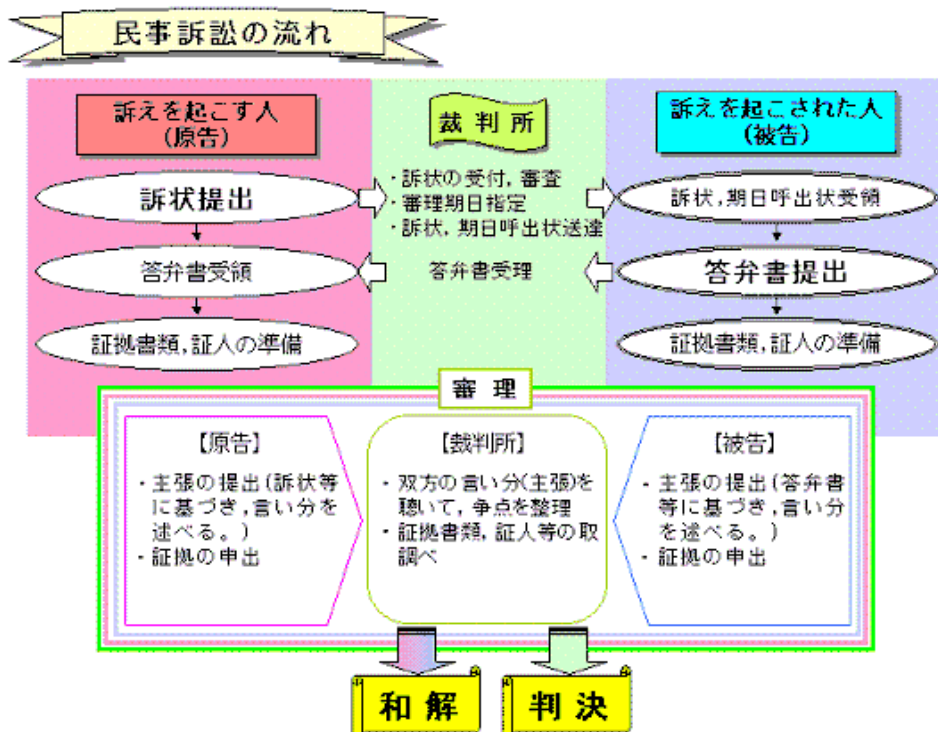 民事訴訟の流れ
訴えを起こす人
(原告)
裁判所
訴えを起こされた人
(被告)
訴状提出
・訴状の受付，審査
・審理期日指定
・訴状，期日呼出状送達
訴状，期日呼出状受領
答弁書受領
答弁書受理
答弁書提出
証拠書類，証人の準備
証拠書類，証人の準備
審理
【原告】
・主張の提出(訴状等
に基づき，言い分を
述べる。)
・証拠の申出
【裁判所】
・双方の言い分(主張)を
聴いて，争点を整理
・証拠書類，証人等の取
調べ
【被告】
・主張の提出(答弁書
等に基づき，言い分
を述べる。)
・証拠の申出
和解
判決